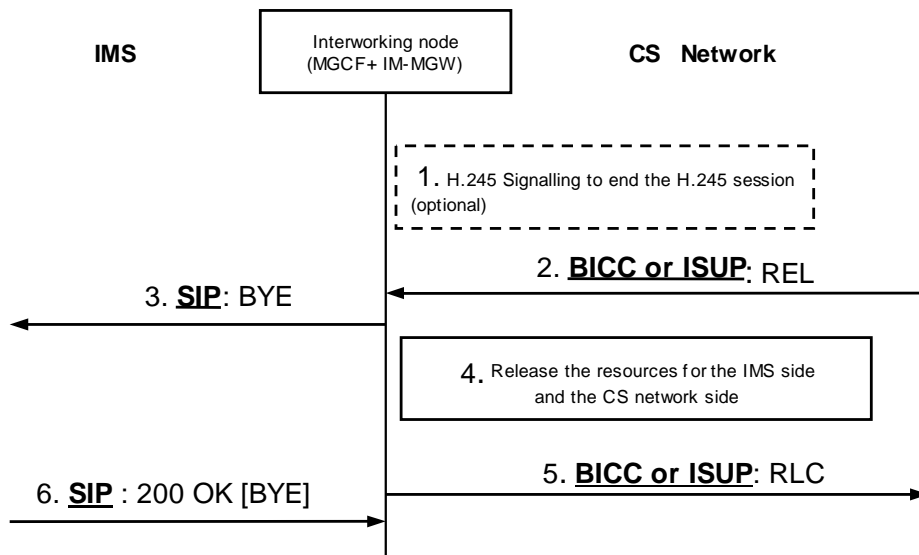 IMS
Interworking node
(MGCF+ IM-MGW)
CS Network
1. H.245 Signalling to end the H.245 session
(optional)
2. BICC or ISUP: REL
3. SIP: BYE
4. Release the resources for the IMS side
and the CS network side
5. BICC or ISUP: RLC
6. SIP : 200 OK [BYE]